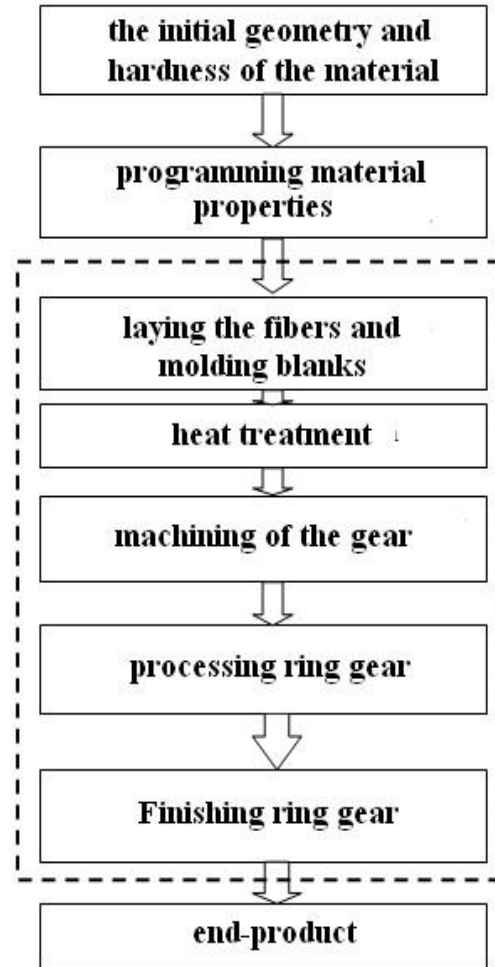 the initial geometry and
hardness of the material
programming material
properties
laying the fibers and
molding blanks
heat treatment
machining of the gear
processing ring gear
Finishing ring gear
end-product